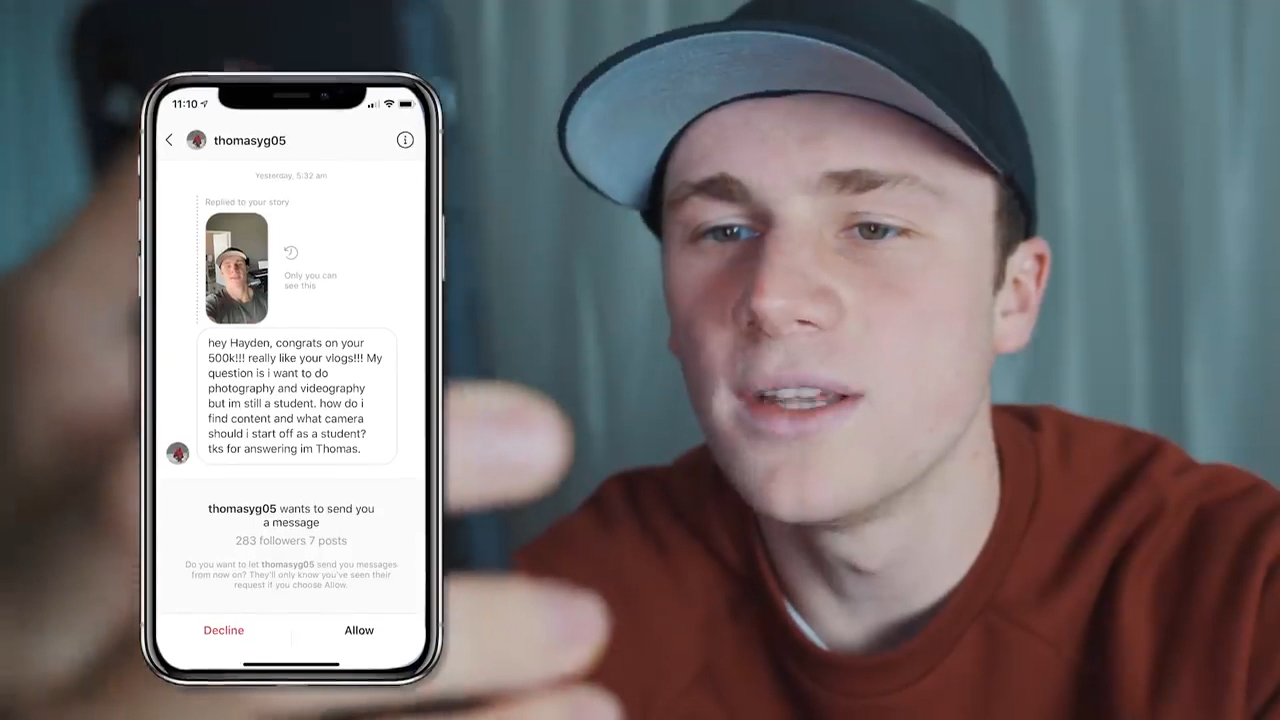 11:10
thomasyg05
Yesterday, 5:32 am
Replied to your story
Only you can
see this
hey Hayden, congrats on your
500k!!! really like your vlogs!!! My
question is i want to do
photography and videography
but im still a student. how do i
find content and what camera
should i start off as a student?
tks for answering im Thomas.
thomasyg05 wants to send you
a message
283 followers 7 posts
Do you want to let thomasyg05 send you messages
from now on? They'll only know you've seen their
request if you choose Allow.
Decline
Allow